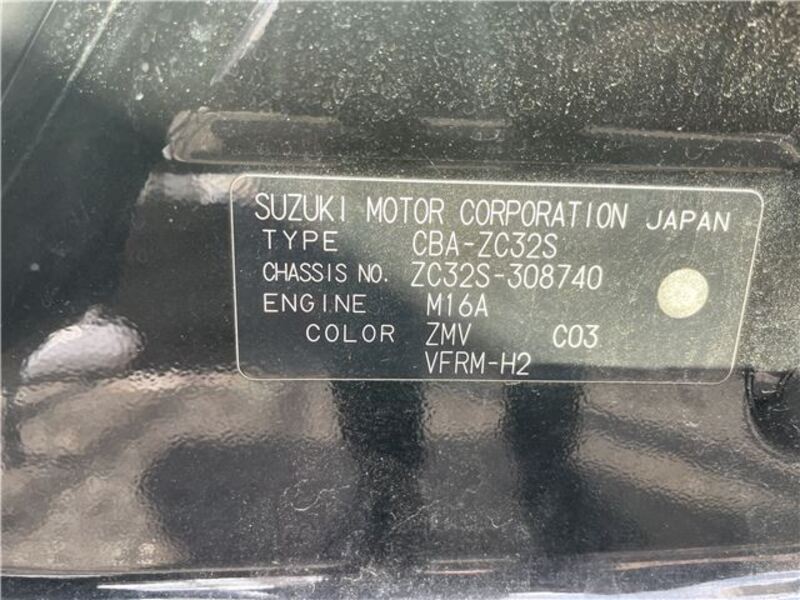 SUZUKI MOTOR CORPORATION JAPAN
TYPE CBA-ZC32S
CHASSIS NO. ZC32S-308740
ENGINE M16A
COLOR ZMV C03
VFRM-H2